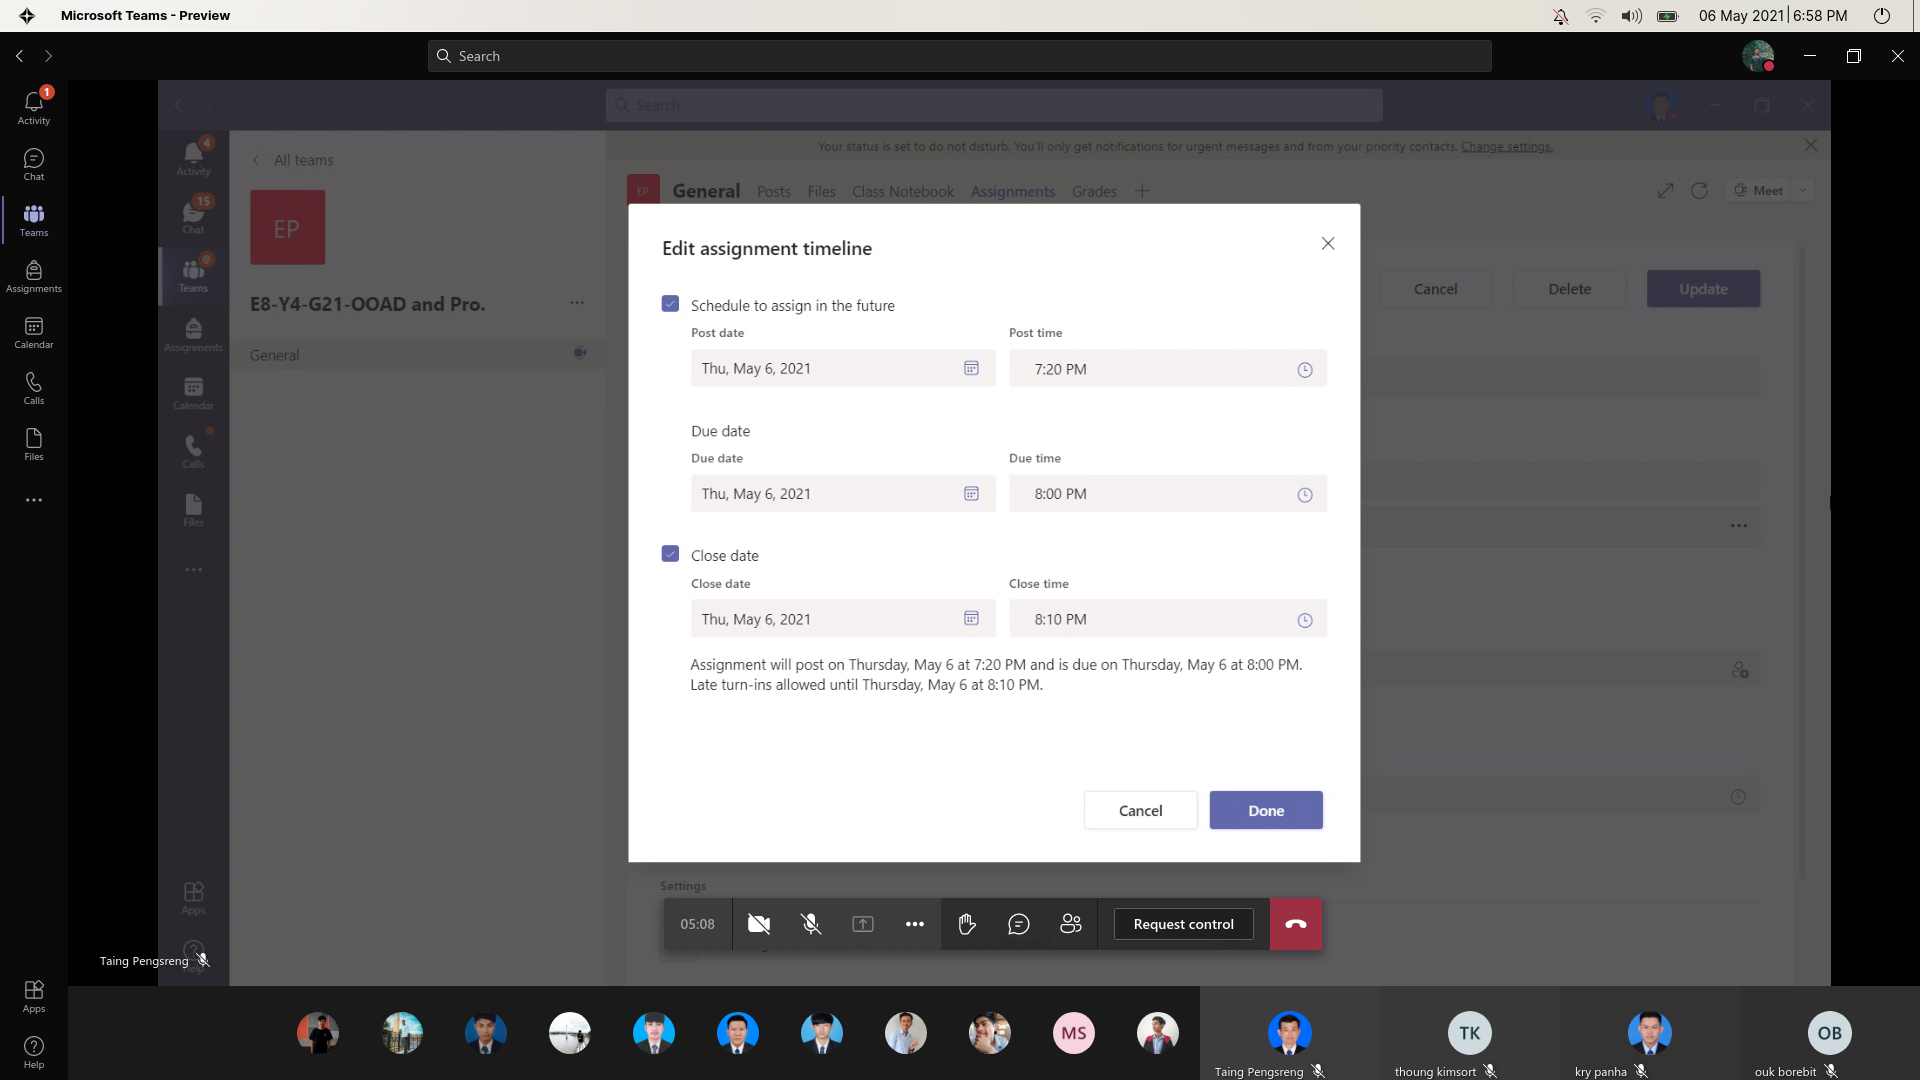 Microsoft Teams - Preview
06 May 2021 6:58 PM
Search
1
Activity
Chat
Teams
Assignments
Calendar
Calls
Files
Apps
Help
Search
Your status is set to do not disturb. You'll only get notifications for urgent messages and from your priority contacts. Change settings.
4
Activity
15
Chat
@
Teams
Assignments
Calendar
Calls
Files
Apps
Help
All teams
EP
E8-Y4-G21-OOAD and Pro.
General
EP
General Posts Files Class Notebook Assignments Grades
Meet
Cancel Delete Update
Edit assignment timeline
Schedule to assign in the future
Post date Post time
Thu, May 6, 2021 7:20 PM
Due date
Due date Due time
Thu, May 6, 2021 8:00 PM
Close date
Close date Close time
Thu, May 6, 2021 8:10 PM
Assignment will post on Thursday, May 6 at 7:20 PM and is due on Thursday, May 6 at 8:00 PM.
Late turn-ins allowed until Thursday, May 6 at 8:10 PM.
Cancel Done
Settings
05:08 Request control
Taing Pengsreng
MS
TK
OB
Taing Pengsreng thoung kimsort kry panha ouk borebit